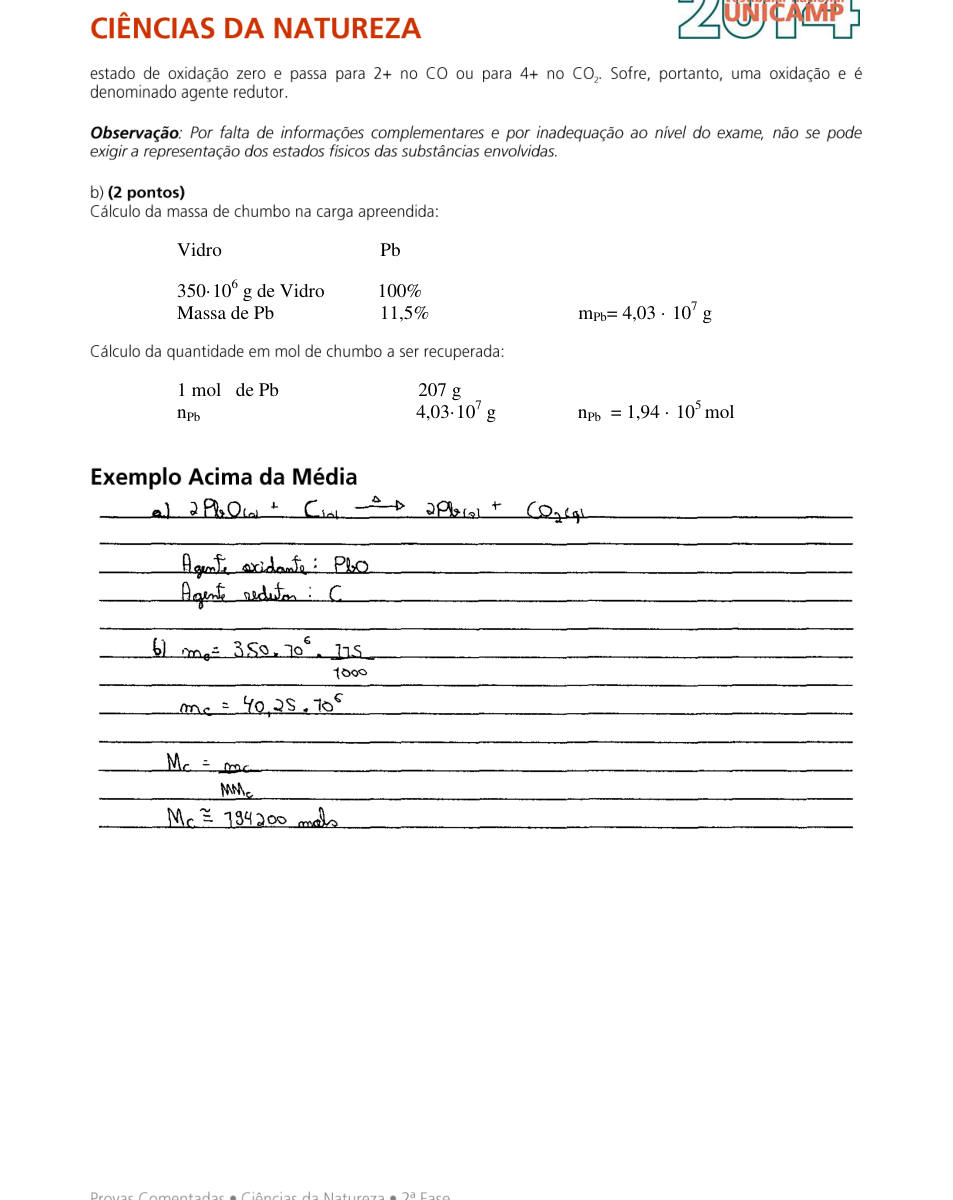 2014
UNICAMP
CIÊNCIAS DA NATUREZA
estado de oxidação zero e passa para 2+ no CO ou para 4+ no CO₂. Sofre, portanto, uma oxidação e é
denominado agente redutor.
Observação: Por falta de informações complementares e por inadequação ao nível do exame, não se pode
exigir a representação dos estados físicos das substâncias envolvidas.
b) (2 pontos)
Cálculo da massa de chumbo na carga apreendida:
Vidro Pb
350·10⁶ g de Vidro 100%
Massa de Pb 11,5% mPb= 4,03 · 10⁷ g
Cálculo da quantidade em mol de chumbo a ser recuperada:
1 mol de Pb 207 g
nPb 4,03·10⁷ g nPb = 1,94 · 10⁵ mol
Exemplo Acima da Média
a) 2PbO(s) + C(s) —Δ→ 2Pb(s) + CO₂(g)
Agente oxidante: PbO
Agente redutor: C
b) mc= 350.10⁶. 115
1000
mc = 40,25.10⁶
Mc = mc
MMc
Mc ≅ 194200 mols
Provas Comentadas • Ciências da Natureza • 2ª Fase